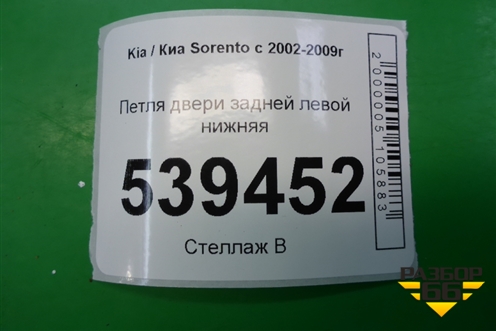 Kia / Киа Sorento с 2002-2009г
Петля двери задней левой
нижняя
539452
Стеллаж В
2000005105883
РАЗБОР
66